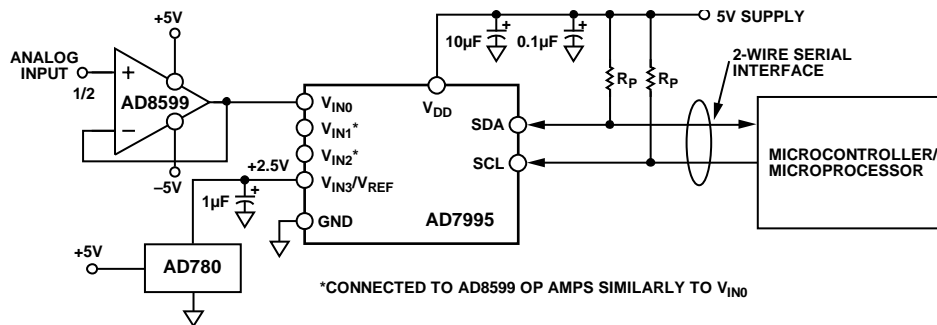 +5V
ANALOG
INPUT
1/2
+
AD8599
−
–5V
+5V
AD780
+2.5V
1µF
+
VIN0
VIN1*
VIN2*
VIN3/VREF
GND
VDD
SDA
SCL
AD7995
10µF
+
0.1µF
+
RP
RP
5V SUPPLY
2-WIRE SERIAL
INTERFACE
MICROCONTROLLER/
MICROPROCESSOR
*CONNECTED TO AD8599 OP AMPS SIMILARLY TO VIN0